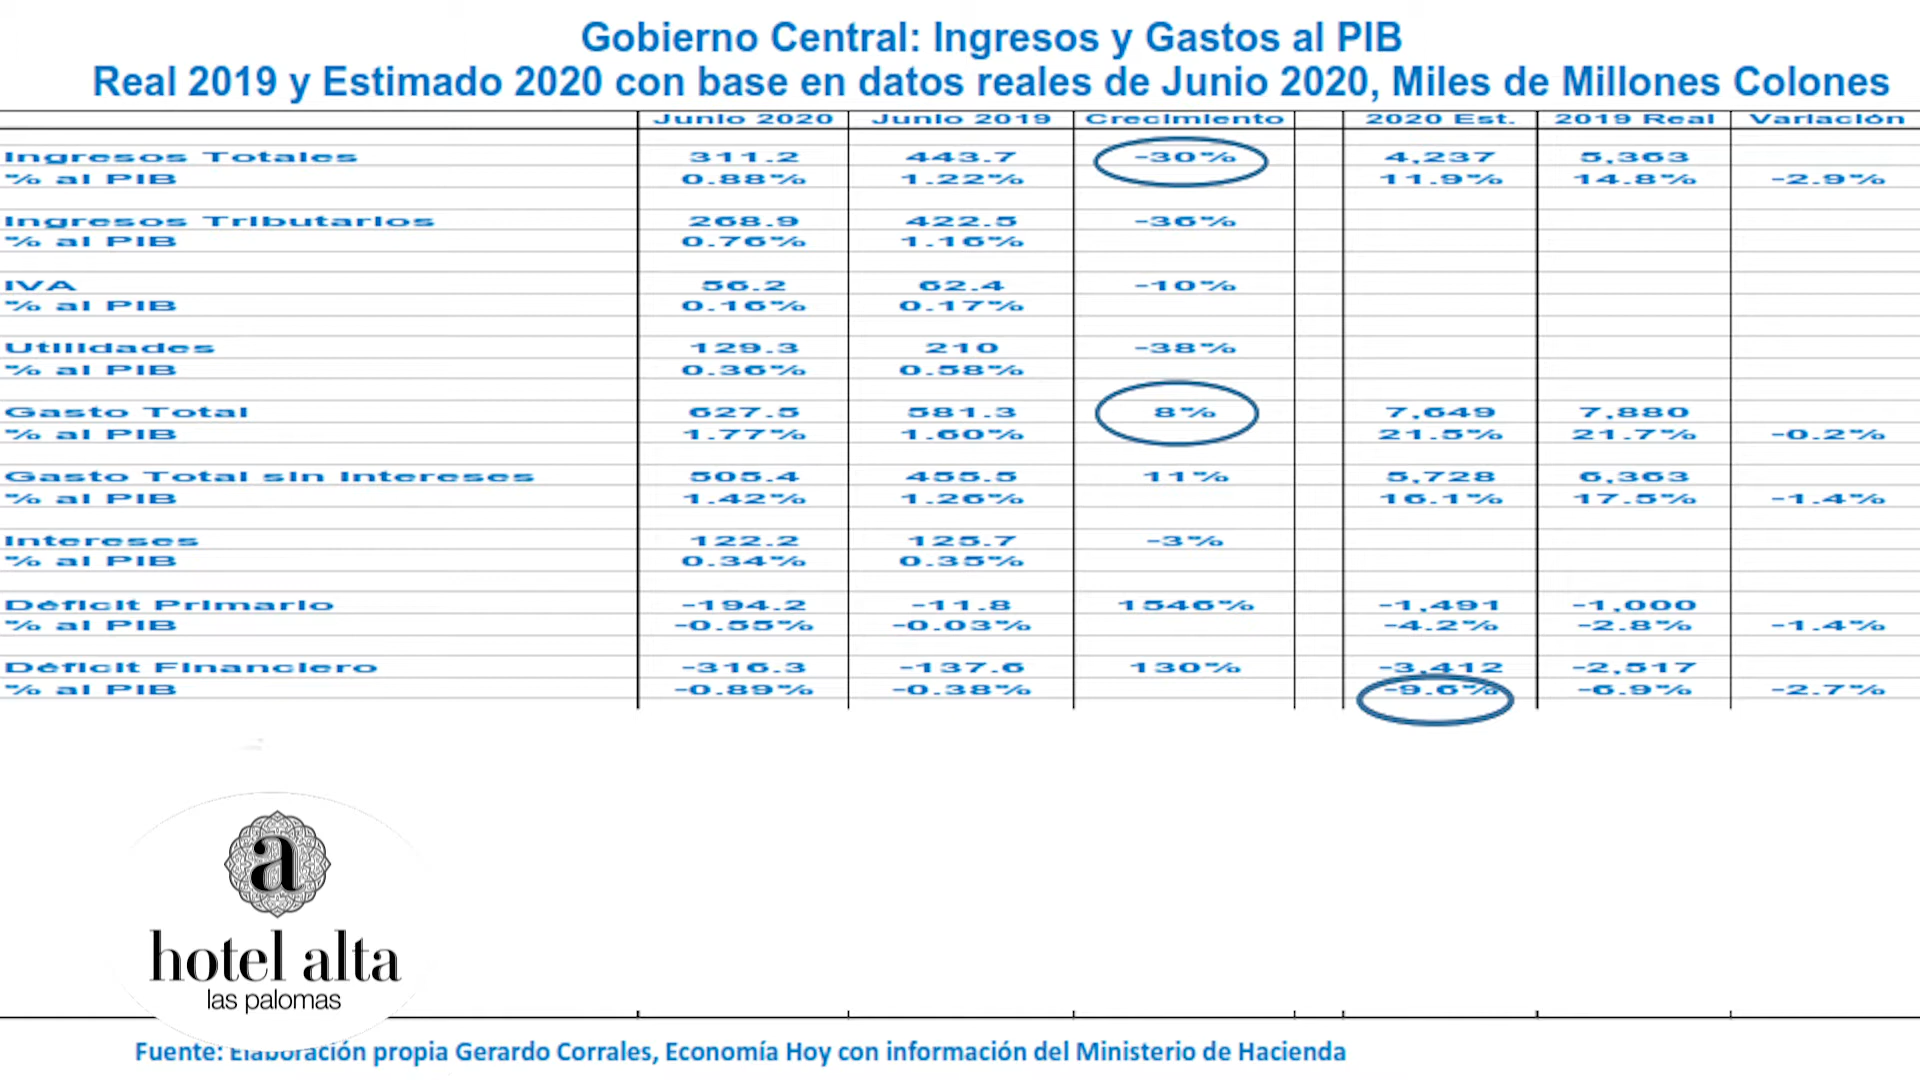 Gobierno Central: Ingresos y Gastos al PIB
Real 2019 y Estimado 2020 con base en datos reales de Junio 2020, Miles de Millones Colones
Junio 2020 Junio 2019 Crecimiento 2020 Est. 2019 Real Variación
Ingresos Totales 311.2 443.7 -30% 4,237 5,363
% al PIB 0.88% 1.22% 11.9% 14.8% -2.9%
Ingresos Tributarios 268.9 422.5 -36%
% al PIB 0.76% 1.16%
IVA 56.2 62.4 -10%
% al PIB 0.16% 0.17%
Utilidades 129.3 210 -38%
% al PIB 0.36% 0.58%
Gasto Total 627.5 581.3 8% 7,649 7,880
% al PIB 1.77% 1.60% 21.5% 21.7% -0.2%
Gasto Total sin Intereses 505.4 455.5 11% 5,728 6,363
% al PIB 1.42% 1.26% 16.1% 17.5% -1.4%
Intereses 122.2 125.7 -3%
% al PIB 0.34% 0.35%
Déficit Primario -194.2 -11.8 1546% -1,491 -1,000
% al PIB -0.55% -0.03% -4.2% -2.8% -1.4%
Déficit Financiero -316.3 -137.6 130% -3,412 -2,517
% al PIB -0.89% -0.38% -9.6% -6.9% -2.7%
a
hotel alta
las palomas
Fuente: Elaboración propia Gerardo Corrales, Economía Hoy con información del Ministerio de Hacienda